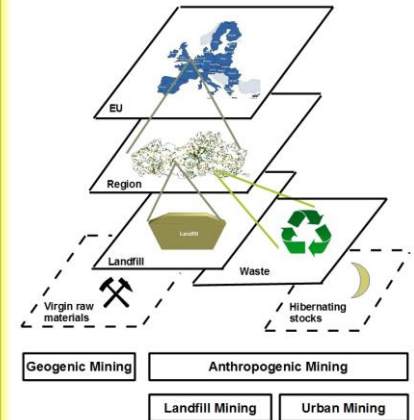 EU
Region
Landfill
Landfill
Waste
Virgin raw
materials
Hibernating
stocks
Geogenic Mining
Anthropogenic Mining
Landfill Mining
Urban Mining